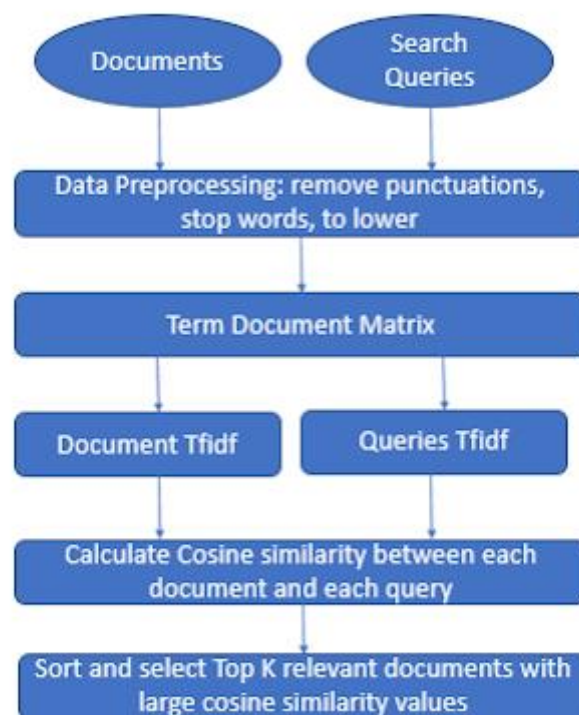 Documents
Search
Queries
Data Preprocessing: remove punctuations,
stop words, to lower
Term Document Matrix
Document Tfidf
Queries Tfidf
Calculate Cosine similarity between each
document and each query
Sort and select Top K relevant documents with
large cosine similarity values